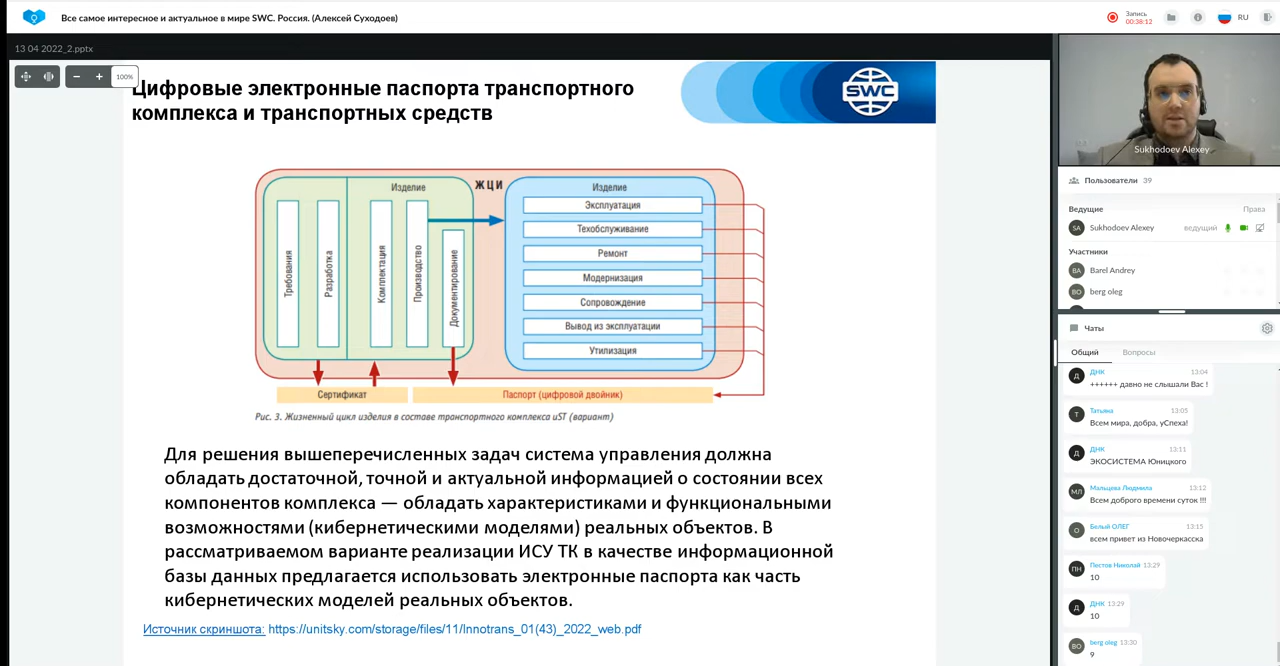 Все самое интересное и актуальное в мире SWC. Россия. (Алексей Суходоев)
Запись
00:38:12
RU
13 04 2022_2.pptx
100%
Цифровые электронные паспорта транспортного
комплекса и транспортных средств
SWC
ЖЦИ
Изделие
Требования
Разработка
Комплектация
Производство
Документирование
Изделие
Эксплуатация
Техобслуживание
Ремонт
Модернизация
Сопровождение
Вывод из эксплуатации
Утилизация
Сертификат
Паспорт (цифровой двойник)
Рис. 3. Жизненный цикл изделия в составе транспортного комплекса uST (вариант)
Для решения вышеперечисленных задач система управления должна
обладать достаточной, точной и актуальной информацией о состоянии всех
компонентов комплекса — обладать характеристиками и функциональными
возможностями (кибернетическими моделями) реальных объектов. В
рассматриваемом варианте реализации ИСУ ТК в качестве информационной
базы данных предлагается использовать электронные паспорта как часть
кибернетических моделей реальных объектов.
Источник скриншота: https://unitsky.com/storage/files/11/Innotrans_01(43)_2022_web.pdf
Sukhodoev Alexey
Пользователи 39
Ведущие Права
SA Sukhodoev Alexey ведущий
Участники
BA Barel Andrey
BO berg oleg
Чаты
Общий Вопросы
Д ДНК 13:04
++++++ давно не слышали Вас !
Т Татьяна 13:05
Всем мира, добра, уСпеха!
Д ДНК 13:11
ЭКОСИСТЕМА Юницкого
МЛ Мальцева Людмила 13:12
Всем доброго времени суток !!!
О Белый ОЛЕГ 13:15
всем привет из Новочеркасска
ПН Пестов Николай 13:29
10
Д ДНК 13:29
10
BO berg oleg 13:30
9